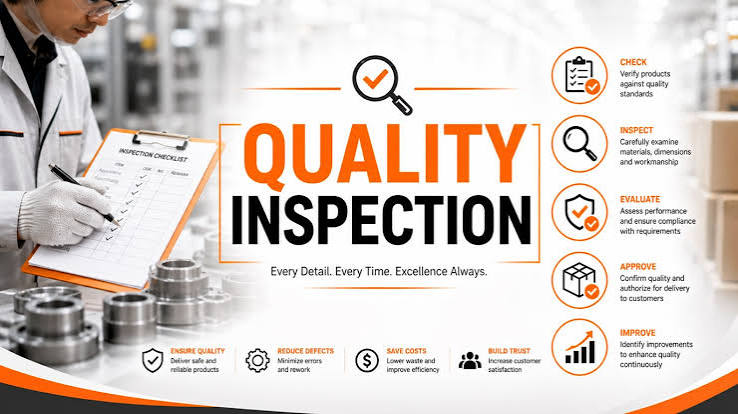 INSPECTION CHECKLIST
QUALITY
INSPECTION
Every Detail. Every Time. Excellence Always.
CHECK
Verify products
against quality
standards
INSPECT
Carefully examine
materials, dimensions
and workmanship
EVALUATE
Assess performance
and ensure compliance
with requirements
APPROVE
Confirm quality and
authorize for delivery
to customers
IMPROVE
Identify improvements
to enhance quality
continuously
ENSURE QUALITY
Deliver safe and
reliable products
REDUCE DEFECTS
Minimize errors
and rework
SAVE COSTS
Lower waste and
improve efficiency
BUILD TRUST
Increase customer
satisfaction